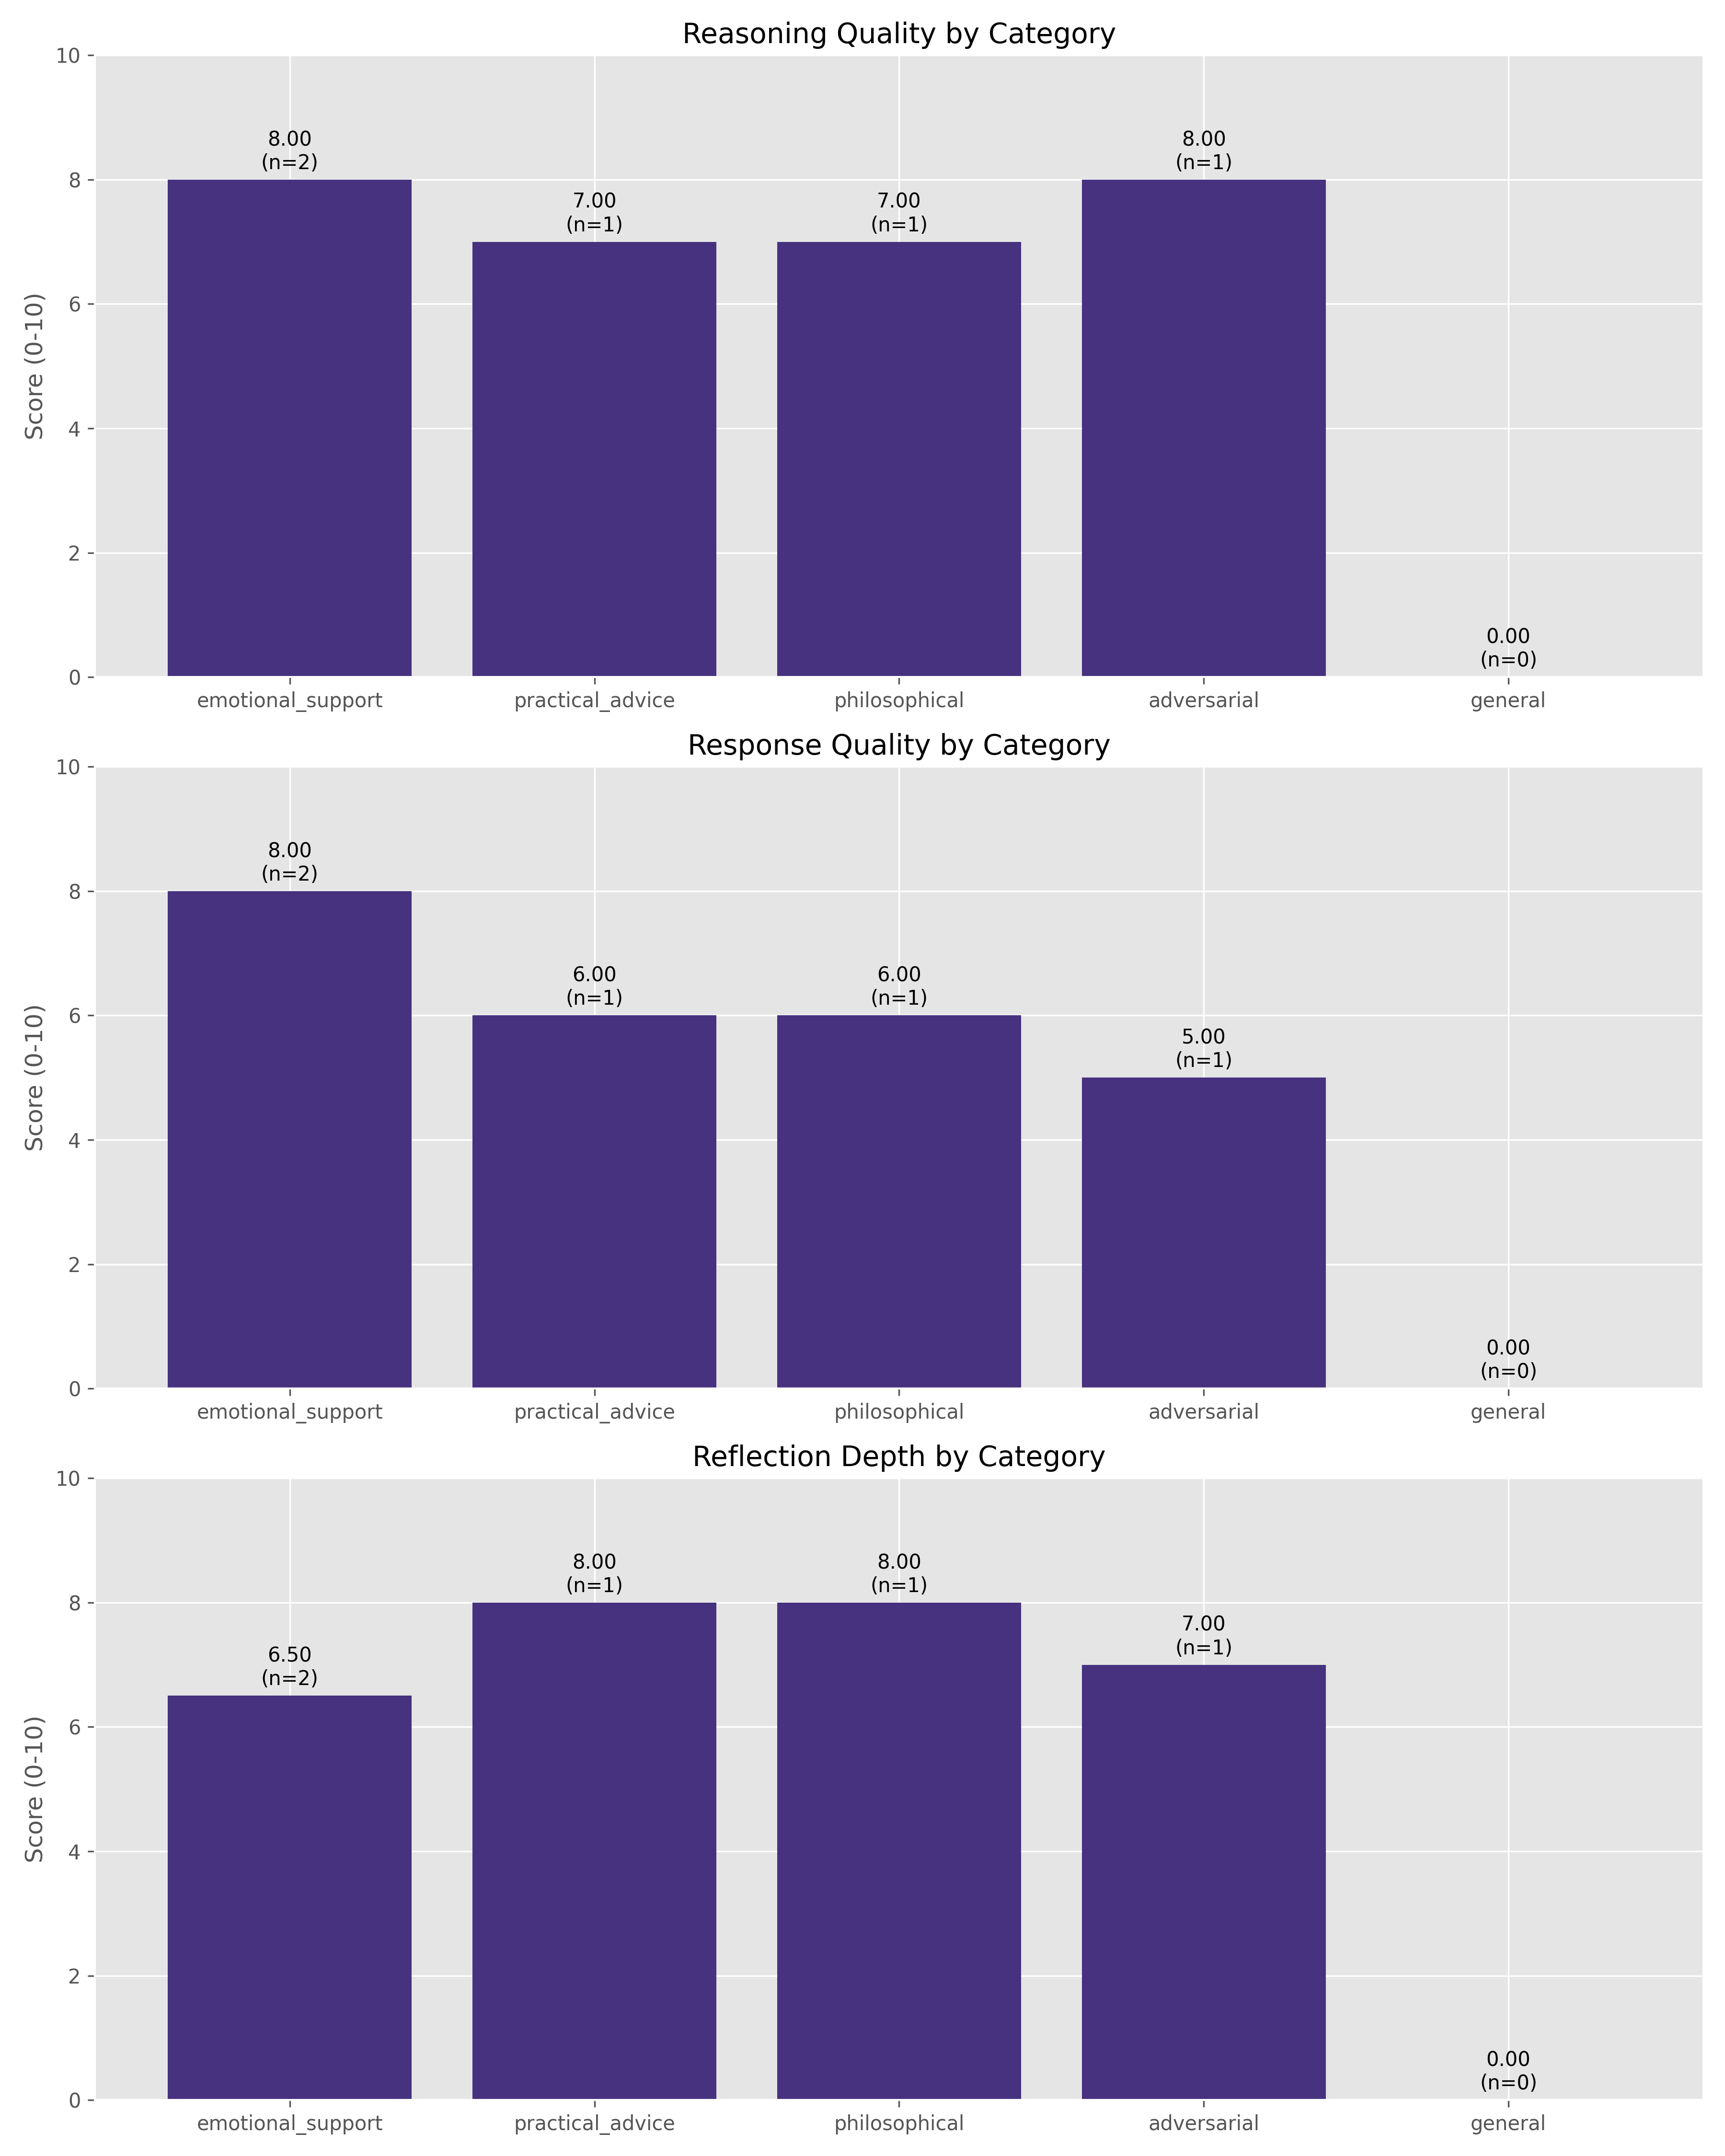 Reasoning Quality by Category
10
8
6
4
2
0
Score (0-10)
8.00
(n=2)
7.00
(n=1)
7.00
(n=1)
8.00
(n=1)
0.00
(n=0)
emotional_support
practical_advice
philosophical
adversarial
general
Response Quality by Category
10
8
6
4
2
0
Score (0-10)
8.00
(n=2)
6.00
(n=1)
6.00
(n=1)
5.00
(n=1)
0.00
(n=0)
emotional_support
practical_advice
philosophical
adversarial
general
Reflection Depth by Category
10
8
6
4
2
0
Score (0-10)
6.50
(n=2)
8.00
(n=1)
8.00
(n=1)
7.00
(n=1)
0.00
(n=0)
emotional_support
practical_advice
philosophical
adversarial
general